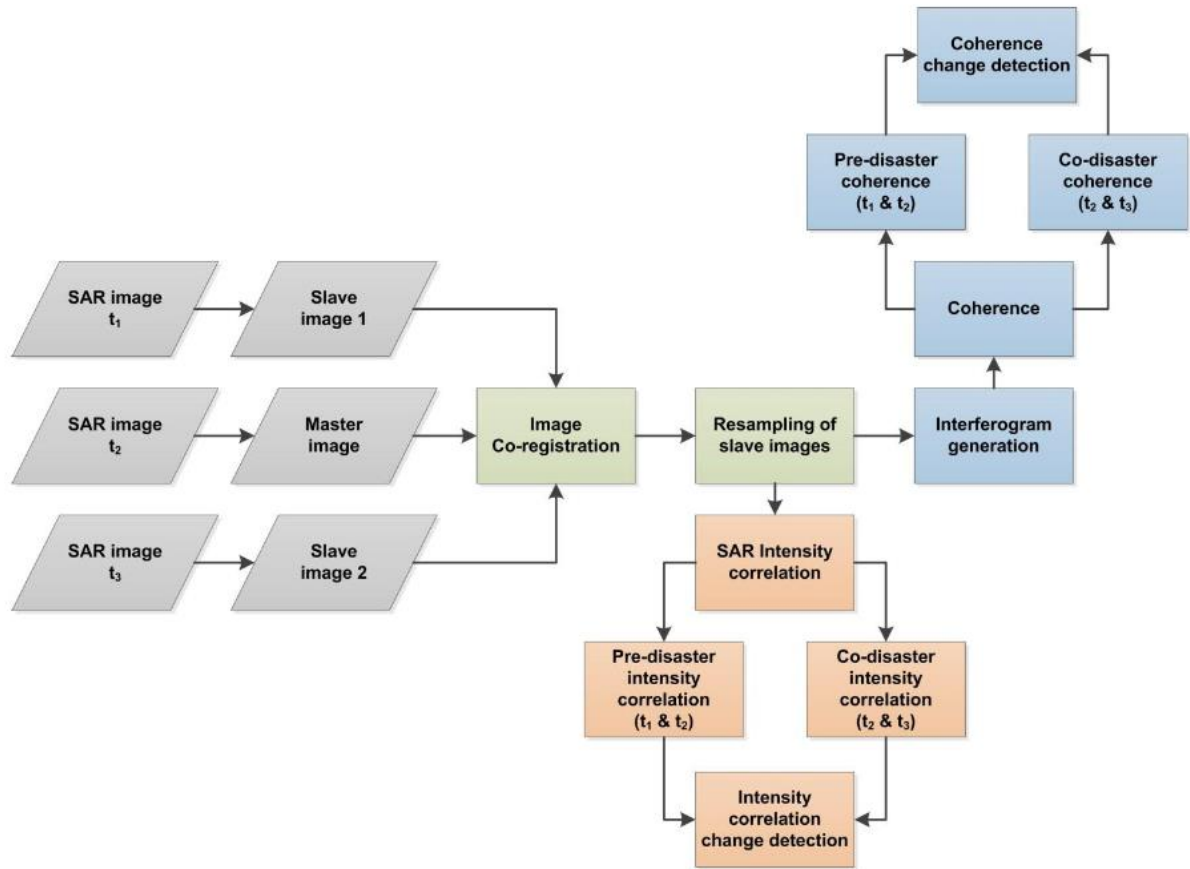 Coherence
change detection
Pre-disaster
coherence
(t₁ & t₂)
Co-disaster
coherence
(t₂ & t₃)
SAR image
t₁
Slave
image 1
Coherence
SAR image
t₂
Master
image
Image
Co-registration
Resampling of
slave images
Interferogram
generation
SAR image
t₃
Slave
image 2
SAR Intensity
correlation
Pre-disaster
intensity
correlation
(t₁ & t₂)
Co-disaster
intensity
correlation
(t₂ & t₃)
Intensity
correlation
change detection